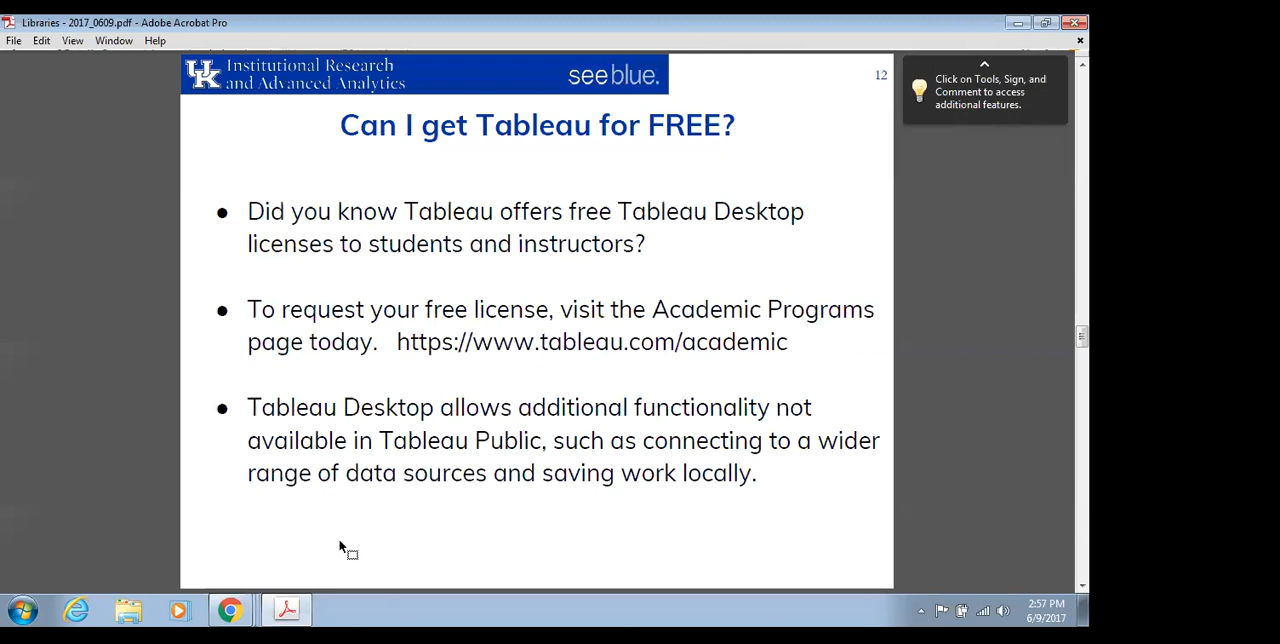 Libraries - 2017_0609.pdf - Adobe Acrobat Pro
File Edit View Window Help
UK Institutional Research
and Advanced Analytics
see blue.
12
Click on Tools, Sign, and
Comment to access
additional features.
Can I get Tableau for FREE?
● Did you know Tableau offers free Tableau Desktop
licenses to students and instructors?
● To request your free license, visit the Academic Programs
page today. https://www.tableau.com/academic
● Tableau Desktop allows additional functionality not
available in Tableau Public, such as connecting to a wider
range of data sources and saving work locally.
2:57 PM
6/9/2017